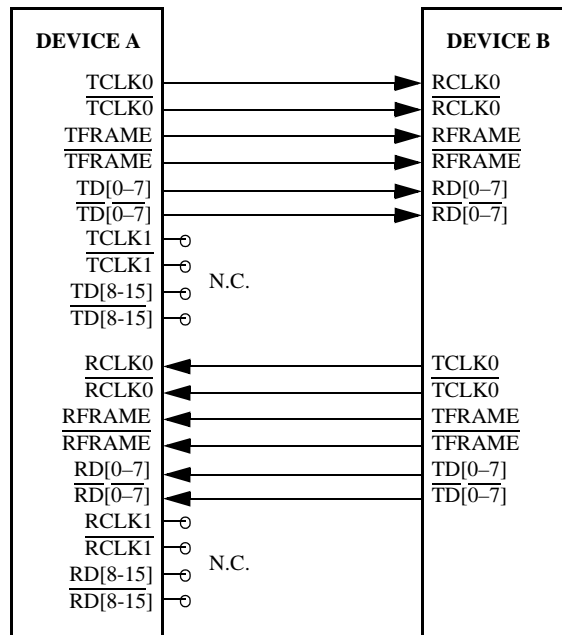 DEVICE A
DEVICE B
TCLK0
RCLK0
TCLK0
RCLK0
TFRAME
RFRAME
TFRAME
RFRAME
TD[0–7]
RD[0–7]
TD[0–7]
RD[0–7]
TCLK1
TCLK1
N.C.
TD[8-15]
TD[8-15]
RCLK0
TCLK0
RCLK0
TCLK0
RFRAME
TFRAME
RFRAME
TFRAME
RD[0–7]
TD[0–7]
RD[0–7]
TD[0–7]
RCLK1
RCLK1
N.C.
RD[8-15]
RD[8-15]